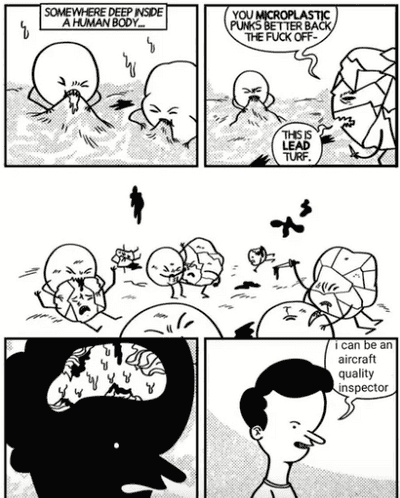 SOMEWHERE DEEP INSIDE
A HUMAN BODY...
YOU MICROPLASTIC
PUNKS BETTER BACK
THE FUCK OFF-
THIS IS
LEAD
TURF.
i can be an
aircraft
quality
inspector